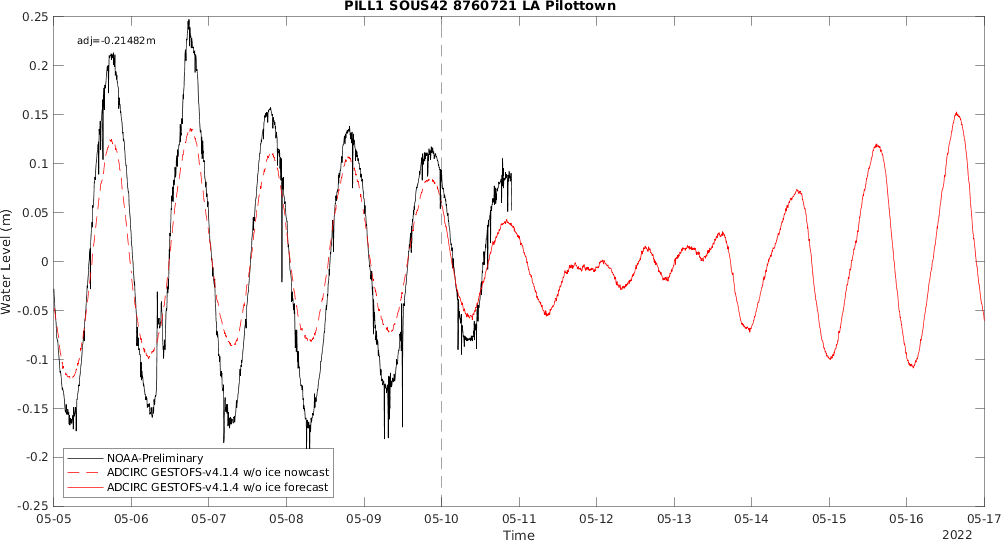 PILL1 SOUS42 8760721 LA Pilottown
adj=-0.21482m
0.25
0.2
0.15
0.1
0.05
0
-0.05
-0.1
-0.15
-0.2
-0.25
Water Level (m)
NOAA-Preliminary
ADCIRC GESTOFS-v4.1.4 w/o ice nowcast
ADCIRC GESTOFS-v4.1.4 w/o ice forecast
05-05 05-06 05-07 05-08 05-09 05-10 05-11 05-12 05-13 05-14 05-15 05-16 05-17
Time
2022